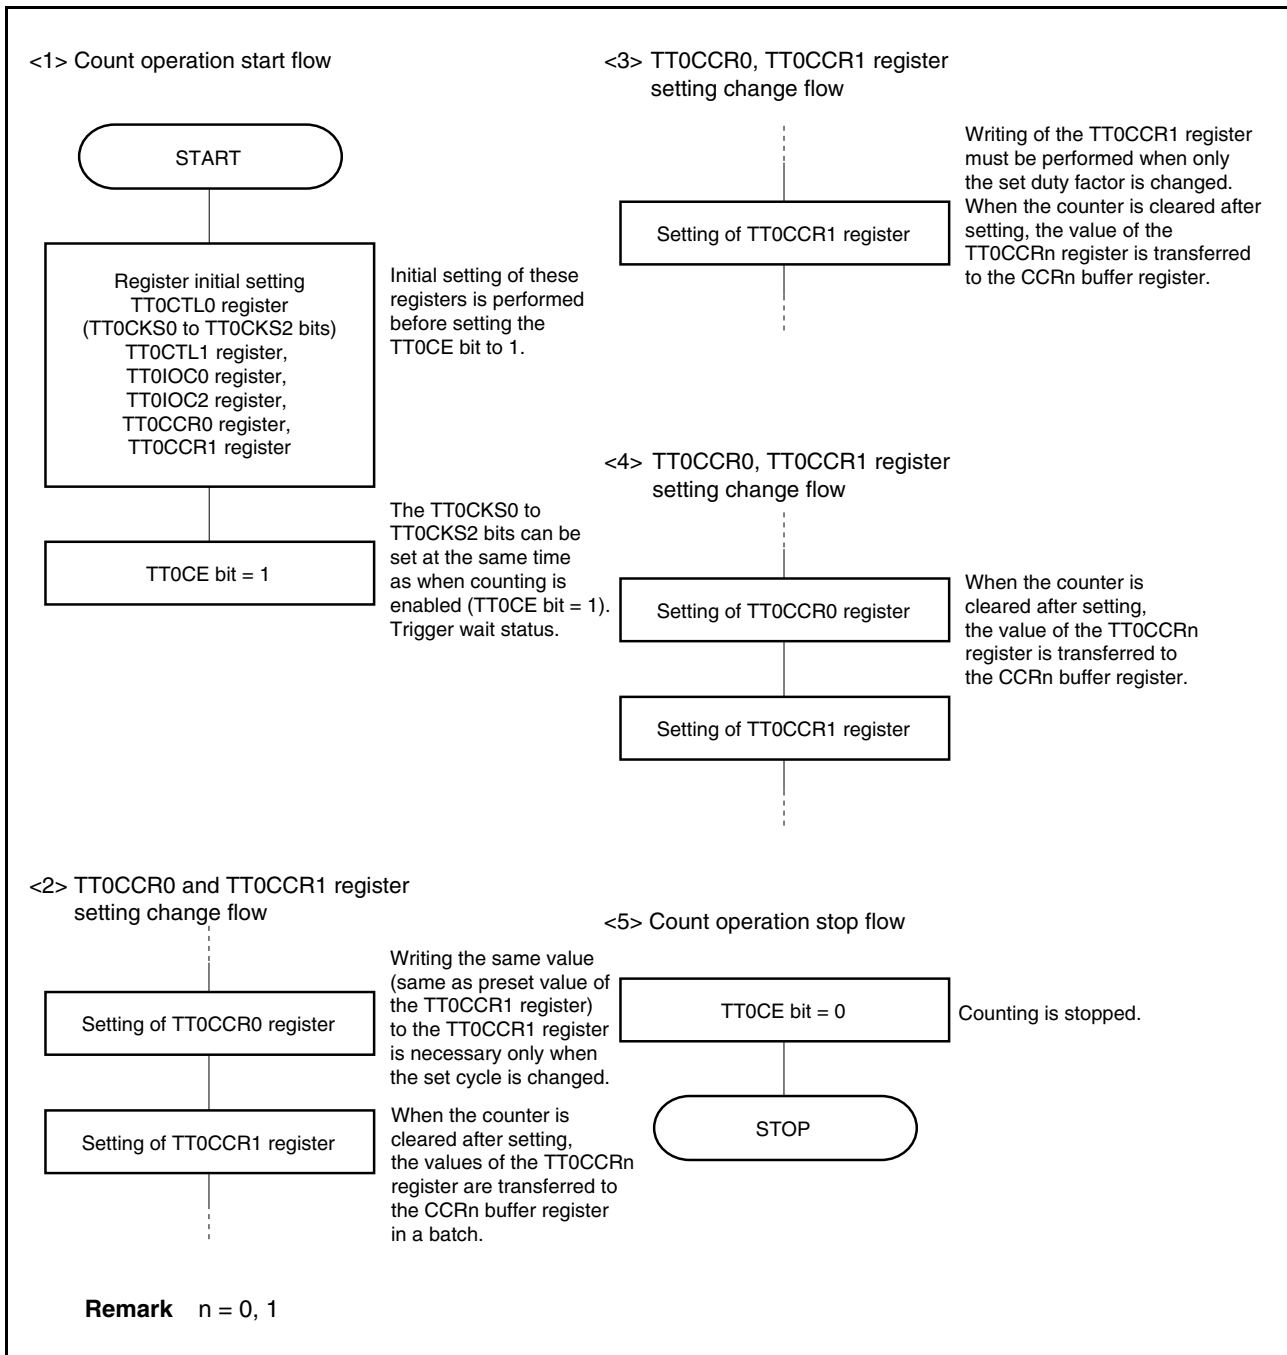 <1> Count operation start flow
START
Register initial setting
TT0CTL0 register
(TT0CKS0 to TT0CKS2 bits)
TT0CTL1 register,
TT0IOC0 register,
TT0IOC2 register,
TT0CCR0 register,
TT0CCR1 register
Initial setting of these
registers is performed
before setting the
TT0CE bit to 1.
TT0CE bit = 1
The TT0CKS0 to
TT0CKS2 bits can be
set at the same time
as when counting is
enabled (TT0CE bit = 1).
Trigger wait status.
<2> TT0CCR0 and TT0CCR1 register
setting change flow
Setting of TT0CCR0 register
Writing the same value
(same as preset value of
the TT0CCR1 register)
to the TT0CCR1 register
is necessary only when
the set cycle is changed.
Setting of TT0CCR1 register
When the counter is
cleared after setting,
the values of the TT0CCRn
register are transferred to
the CCRn buffer register
in a batch.
<3> TT0CCR0, TT0CCR1 register
setting change flow
Setting of TT0CCR1 register
Writing of the TT0CCR1 register
must be performed when only
the set duty factor is changed.
When the counter is cleared after
setting, the value of the
TT0CCRn register is transferred
to the CCRn buffer register.
<4> TT0CCR0, TT0CCR1 register
setting change flow
Setting of TT0CCR0 register
When the counter is
cleared after setting,
the value of the TT0CCRn
register is transferred to
the CCRn buffer register.
Setting of TT0CCR1 register
<5> Count operation stop flow
TT0CE bit = 0
Counting is stopped.
STOP
Remark n = 0, 1